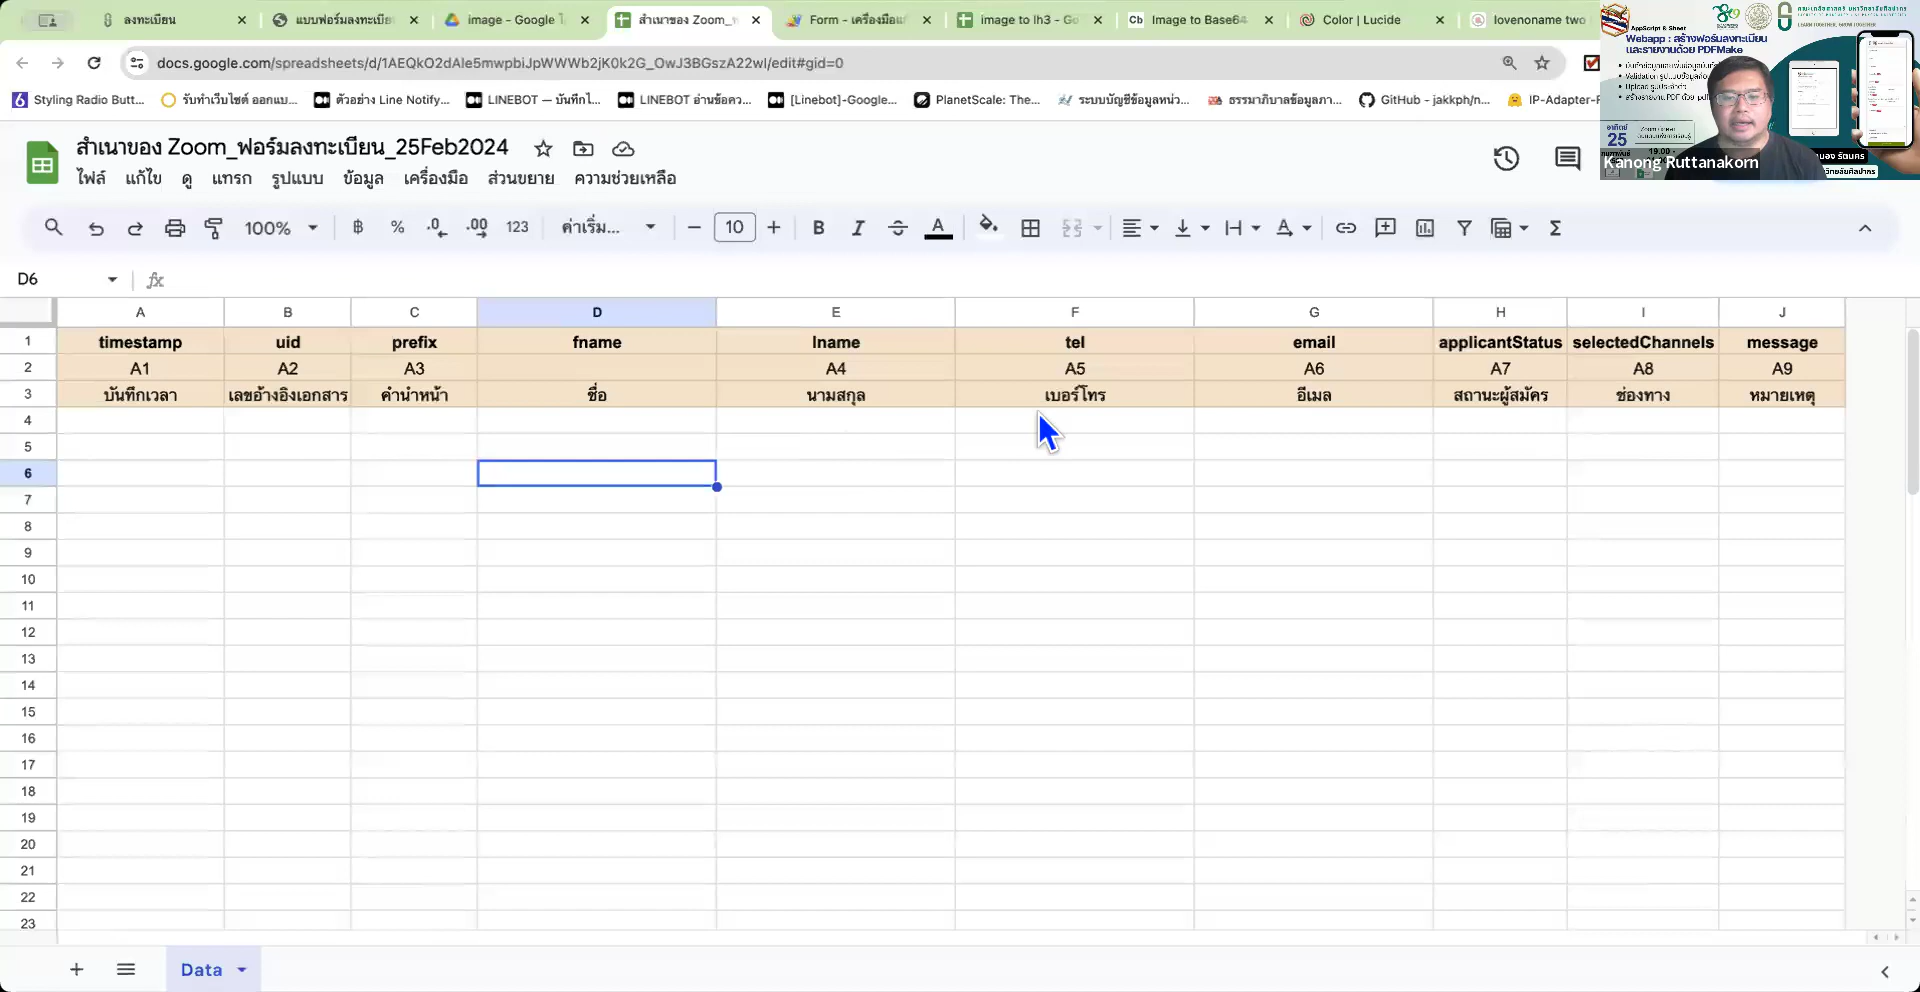 ลงทะเบียน
แบบฟอร์มลงทะเบีย
image - Google
สำเนาของ Zoom_ฟ
Form - เครื่องมือแก้
image to lh3 - Go
Cb Image to Base64
Color | Lucide
lovenoname two
docs.google.com/spreadsheets/d/1AEQkO2dAle5mwpbiJpWWWb2jK0k2G_OwJ3BGszA22wI/edit#gid=0
Styling Radio Butt...
รับทำเว็บไซต์ ออกแบ...
ตัวอย่าง Line Notify...
LINEBOT — บันทึกไ...
LINEBOT อ่านข้อคว...
[Linebot]-Google...
PlanetScale: The...
ระบบบัญชีข้อมูลหน่ว...
ธรรมาภิบาลข้อมูลภา...
GitHub - jakkph/n...
IP-Adapter-F
AppScript & Sheet
Webapp : สร้างฟอร์มลงทะเบียน
และรายงานด้วย PDFMake
อาทิตย์
25
19.00 -
Kanong Ruttanakorn
สำเนาของ Zoom_ฟอร์มลงทะเบียน_25Feb2024
ไฟล์ แก้ไข ดู แทรก รูปแบบ ข้อมูล เครื่องมือ ส่วนขยาย ความช่วยเหลือ
100% ฿ % .0 .00 123 ค่าเริ่ม... 10 B I A Σ
D6 fx
A B C D E F G H I J
1 timestamp uid prefix fname lname tel email applicantStatus selectedChannels message
2 A1 A2 A3 A4 A5 A6 A7 A8 A9
3 บันทึกเวลา เลขอ้างอิงเอกสาร คำนำหน้า ชื่อ นามสกุล เบอร์โทร อีเมล สถานะผู้สมัคร ช่องทาง หมายเหตุ
4
5
6
7
8
9
10
11
12
13
14
15
16
17
18
19
20
21
22
23
Data